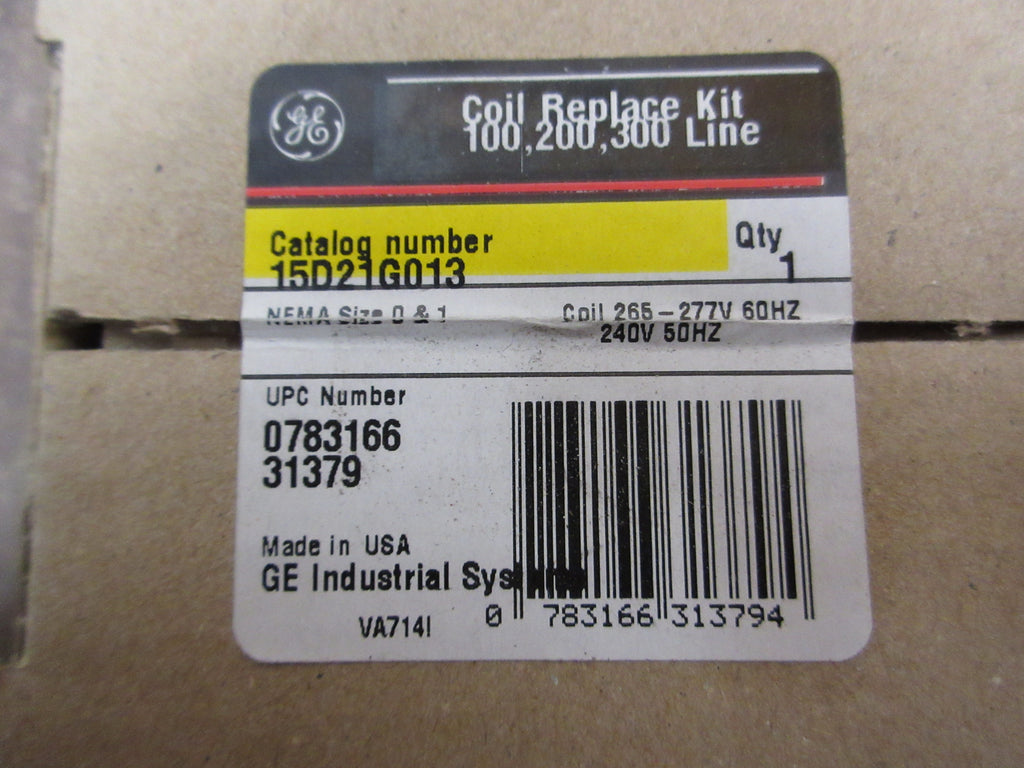 GE
Coil Replace Kit
100,200,300 Line
Catalog number
15D21G013
Qty
1
NEMA Size 0 & 1
Coil 265-277V 60HZ
240V 50HZ
UPC Number
0783166
31379
Made in USA
GE Industrial Systems
VA714I
0 783166 313794